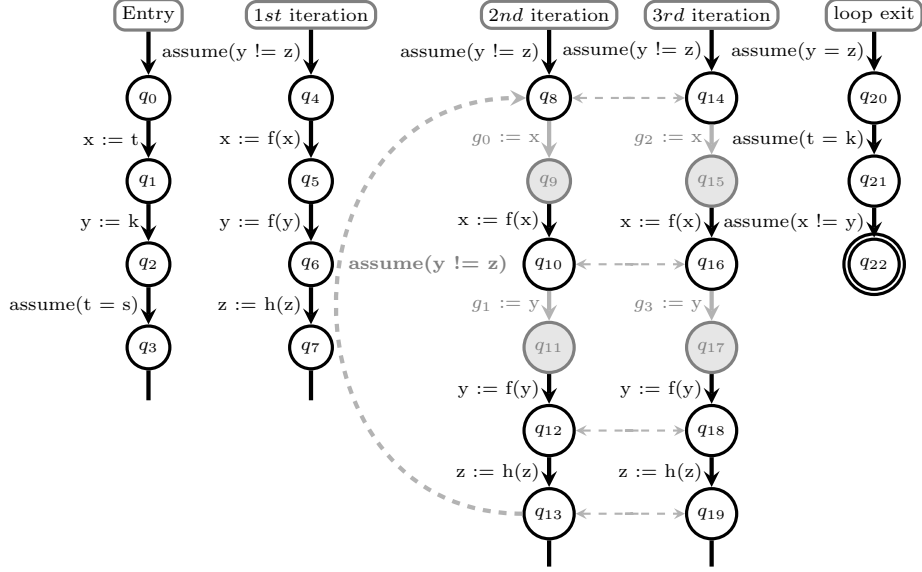 Entry
assume(y != z)
q0
x := t
q1
y := k
q2
assume(t = s)
q3
1st iteration
q4
x := f(x)
q5
y := f(y)
q6
z := h(z)
q7
2nd iteration
assume(y != z)
q8
g0 := x
q9
x := f(x)
assume(y != z)
q10
g1 := y
q11
y := f(y)
q12
z := h(z)
q13
3rd iteration
assume(y != z)
q14
g2 := x
q15
x := f(x)
q16
g3 := y
q17
y := f(y)
q18
z := h(z)
q19
loop exit
assume(y = z)
q20
assume(t = k)
q21
assume(x != y)
q22